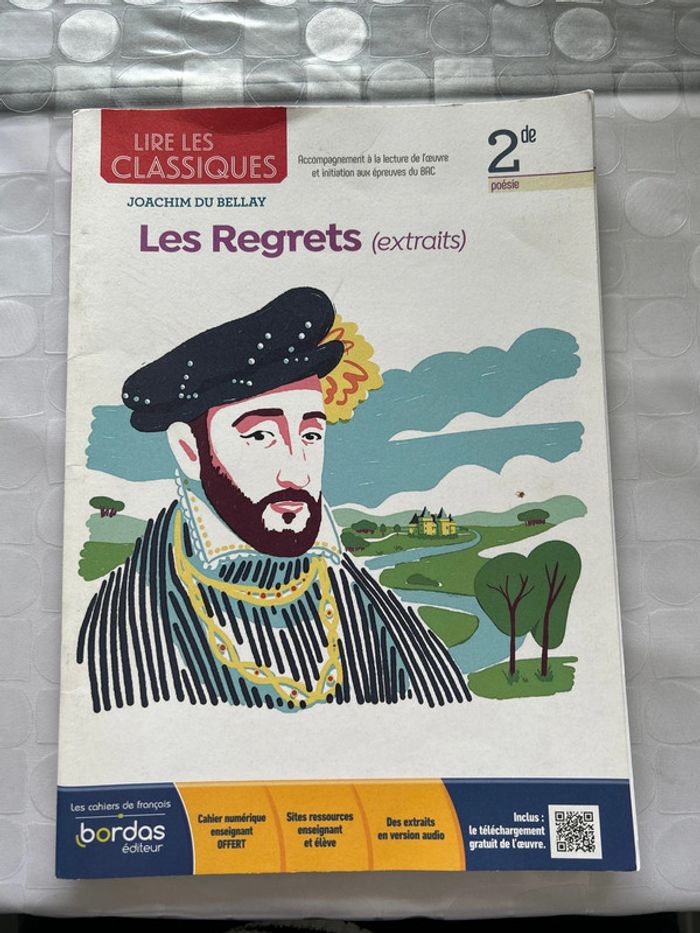 LIRE LES
CLASSIQUES
Accompagnement à la lecture de l'œuvre
et initiation aux épreuves du BAC
2de
poésie
JOACHIM DU BELLAY
Les Regrets (extraits)
Les cahiers de français
bordas
éditeur
Cahier numérique
enseignant
OFFERT
Sites ressources
enseignant
et élève
Des extraits
en version audio
Inclus :
le téléchargement
gratuit de l'œuvre.